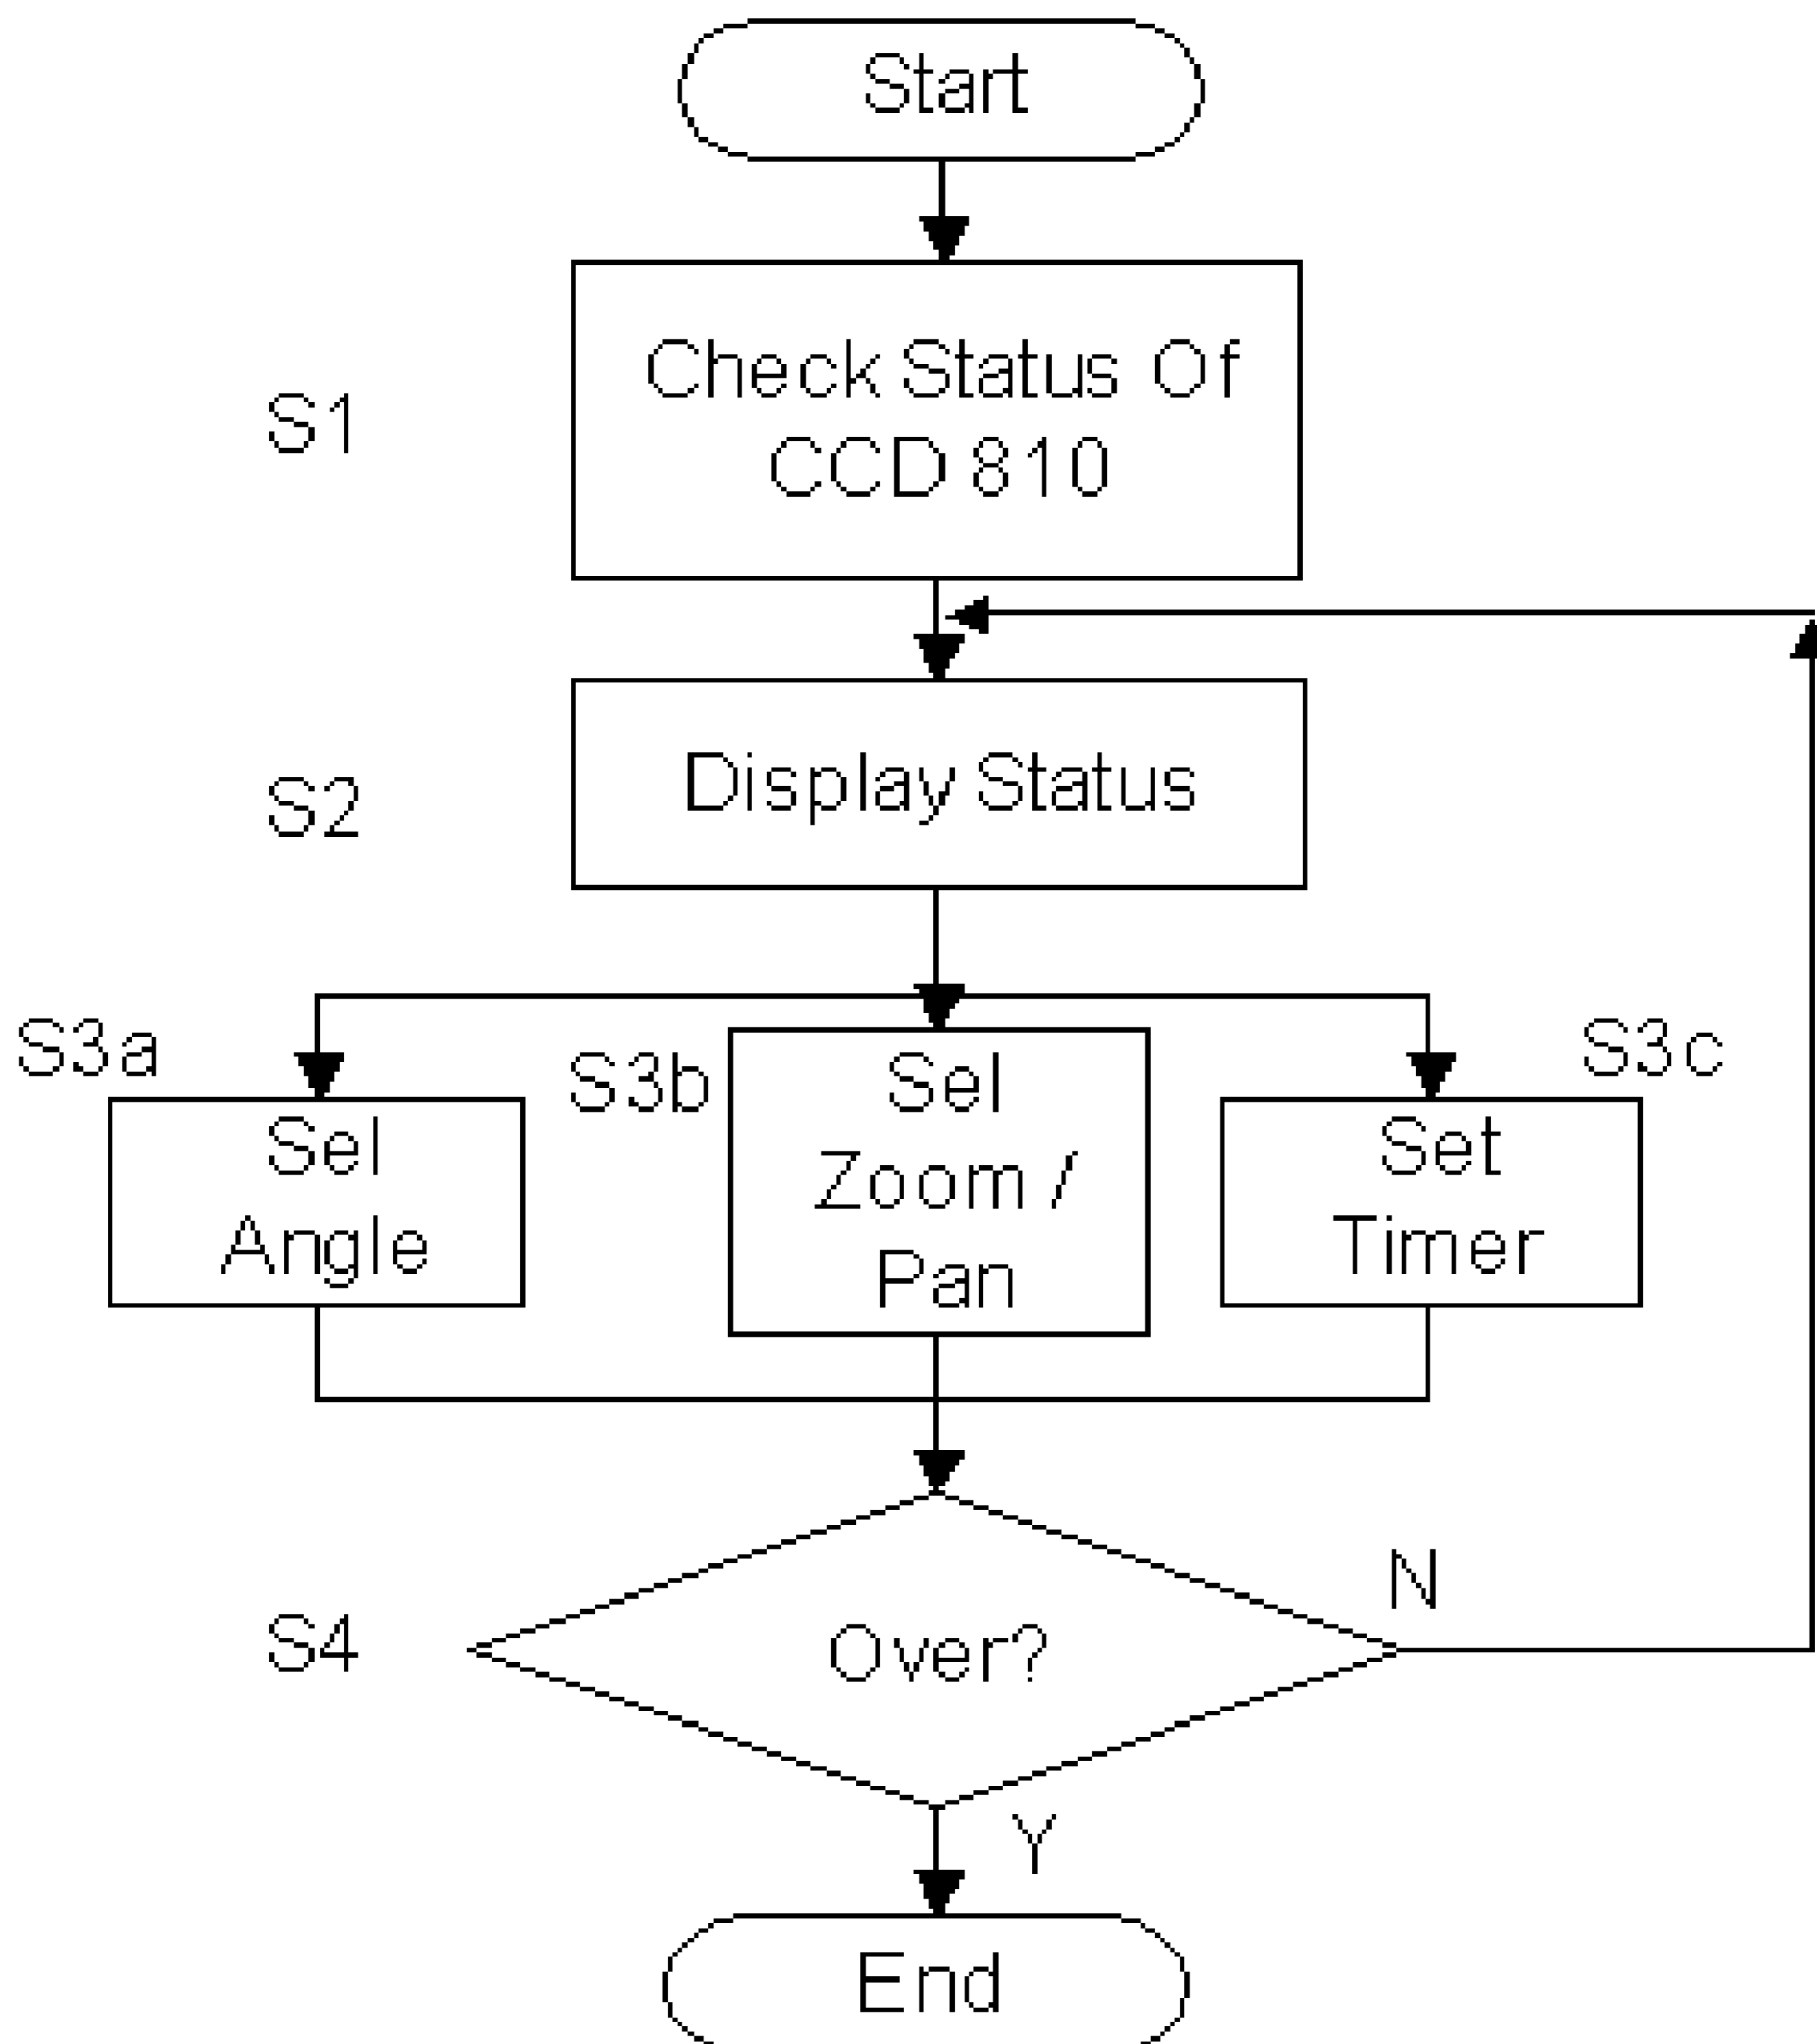 Start
S1
Check Status Of
CCD 810
S2
Display Status
S3a
Sel
Angle
S3b
Sel
Zoom /
Pan
S3c
Set
Timer
S4
Over?
N
Y
End